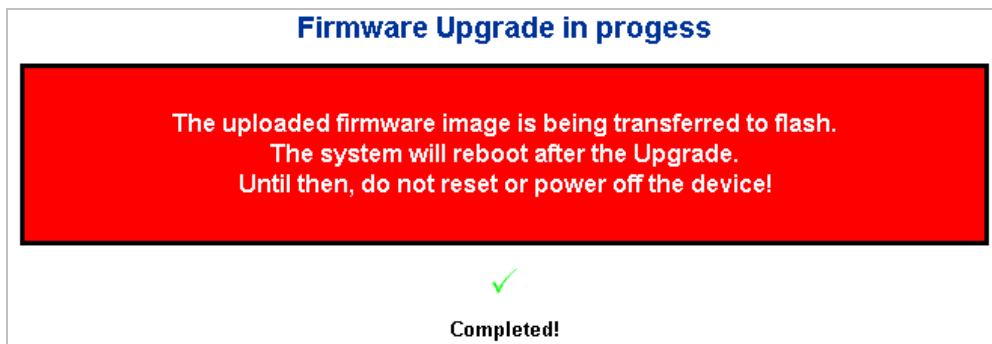 Firmware Upgrade in progess
The uploaded firmware image is being transferred to flash.
The system will reboot after the Upgrade.
Until then, do not reset or power off the device!
Completed!